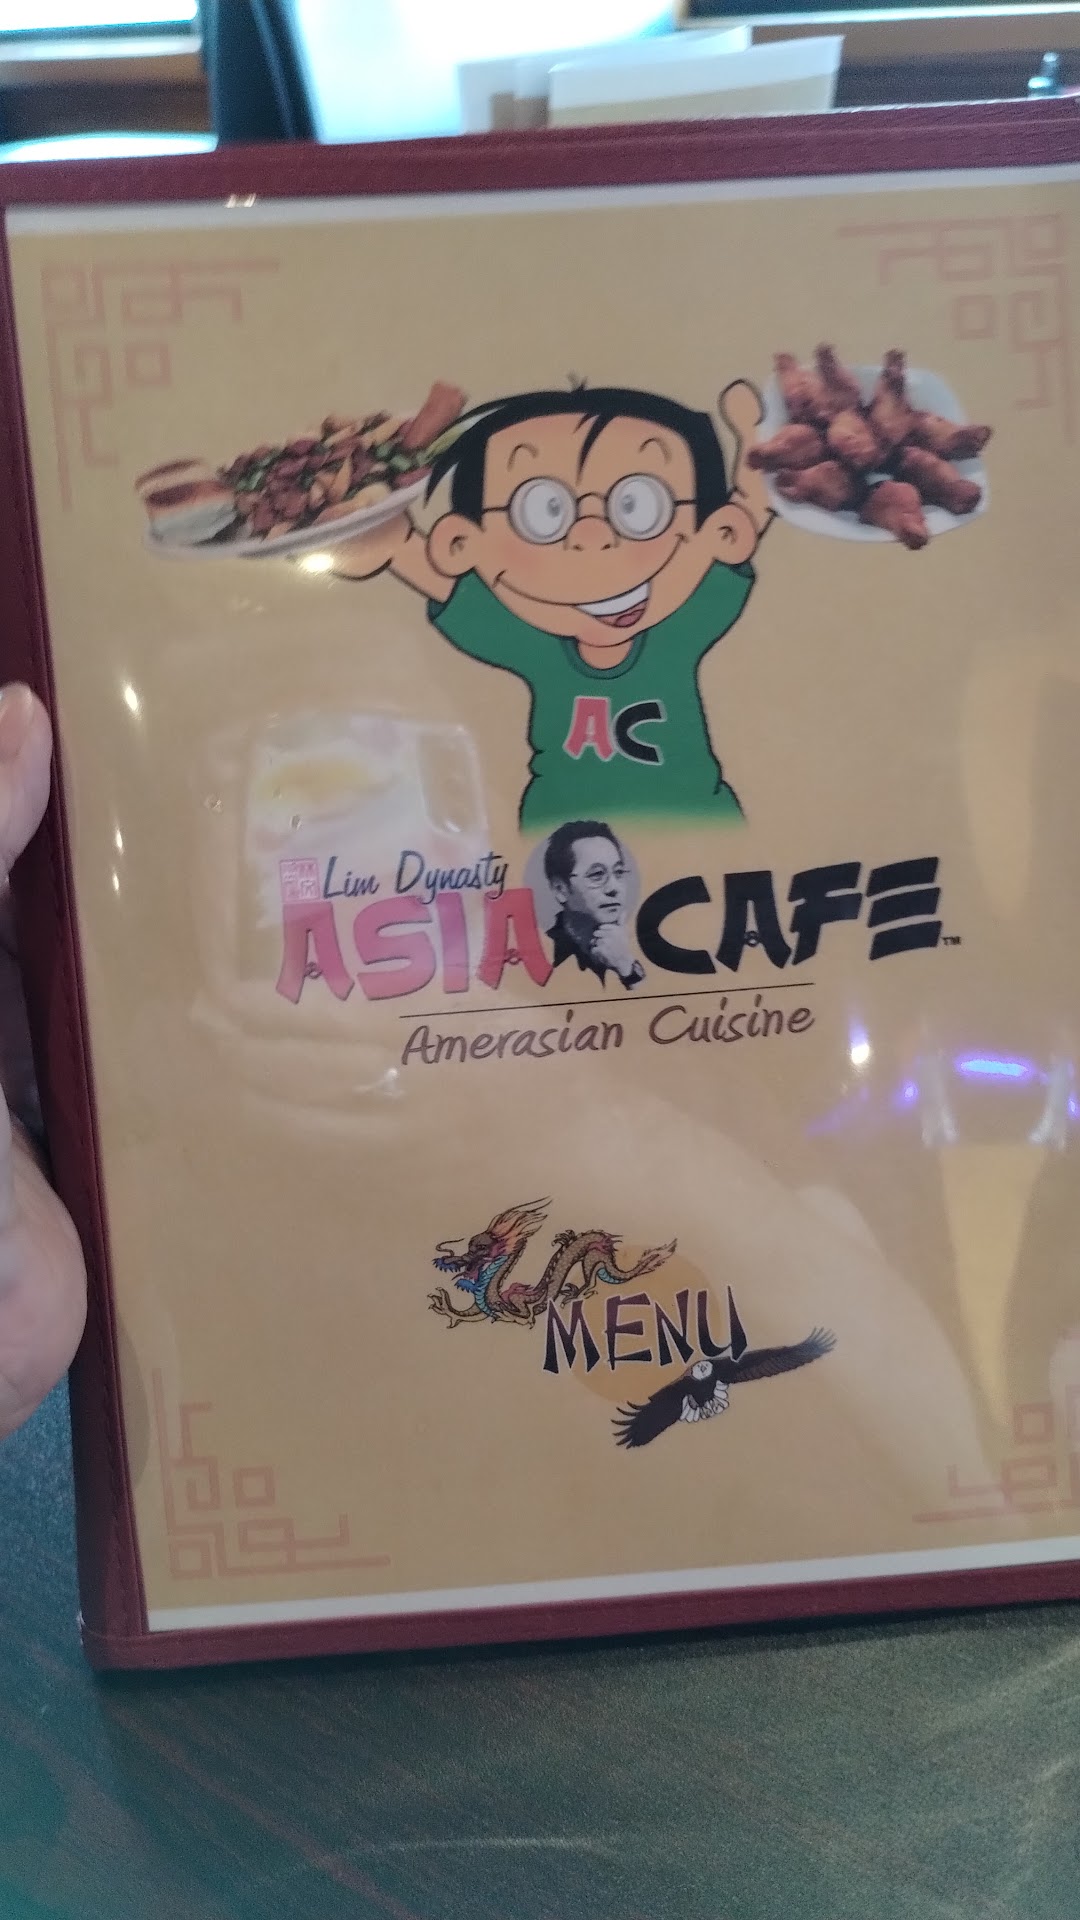 AC
Lim Dynasty
ASIA CAFE™
Amerasian Cuisine
MENU